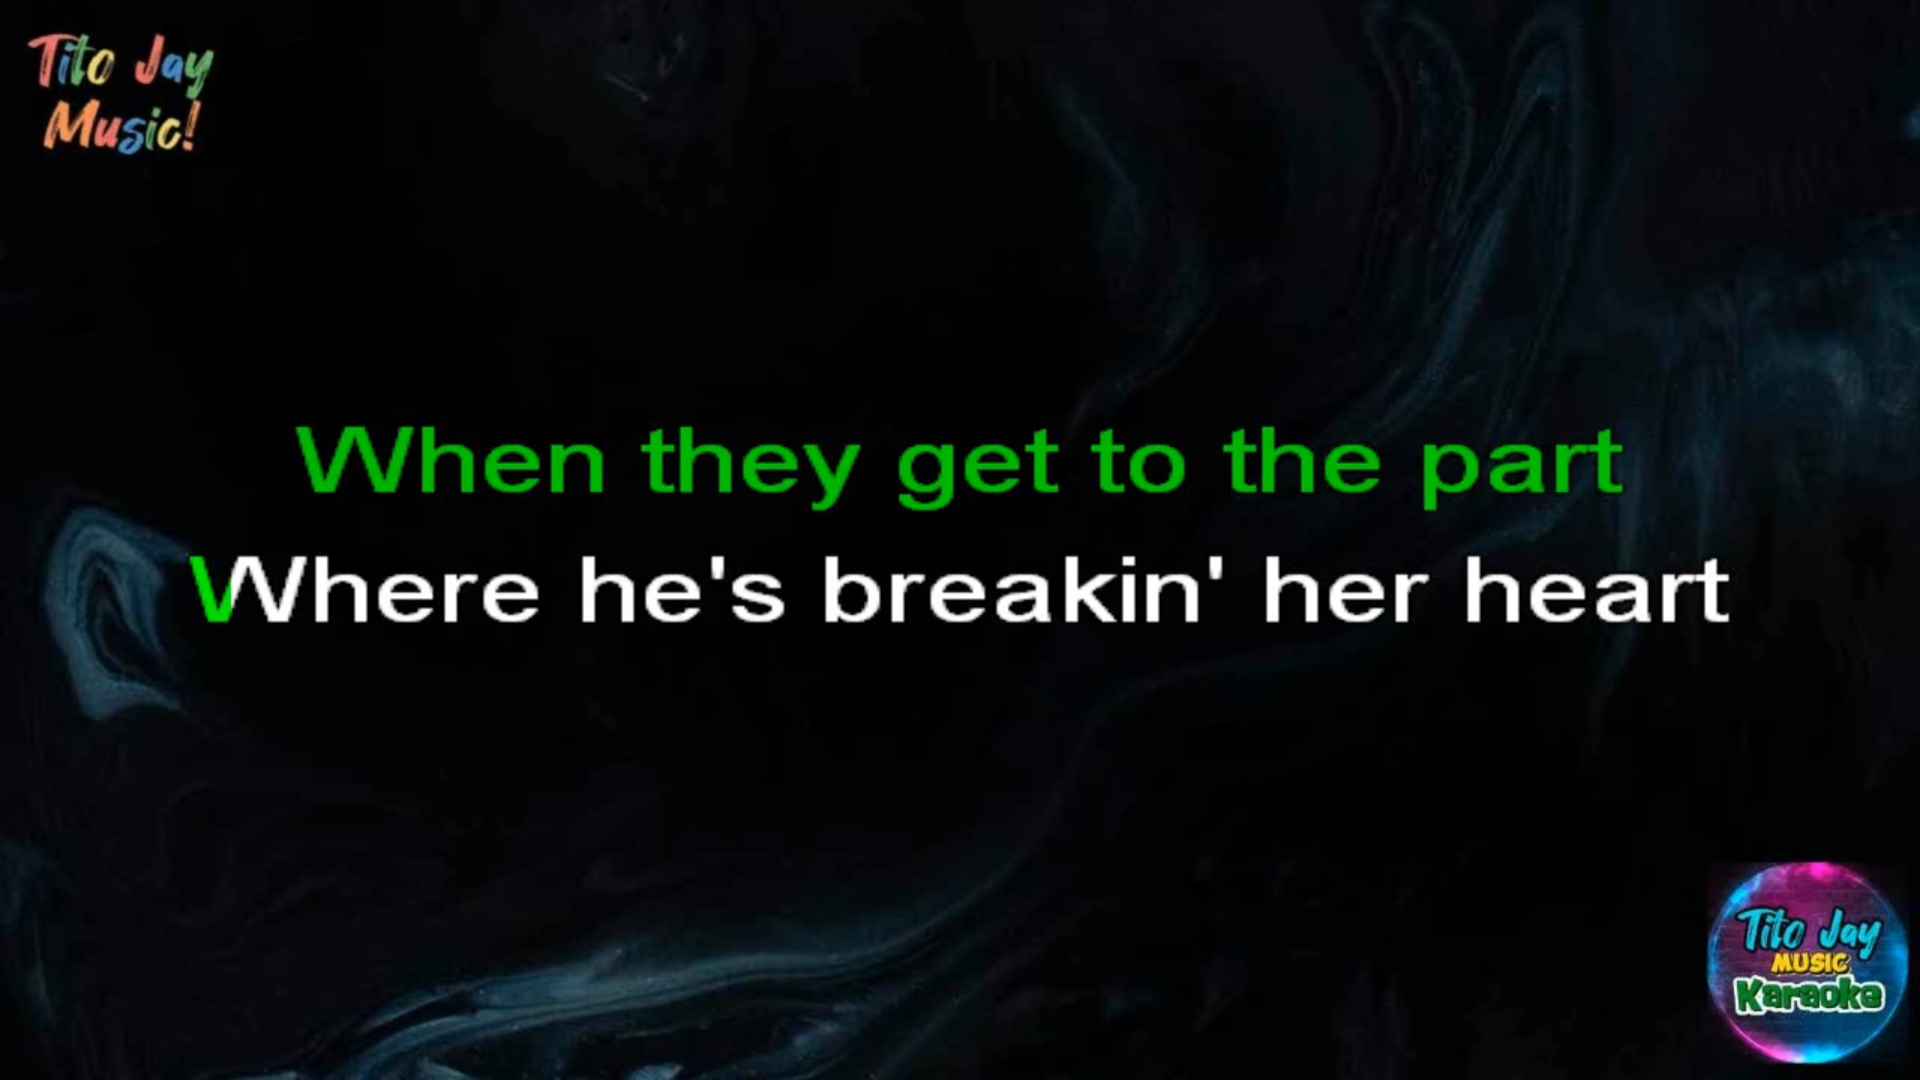 Tito Jay
Music!
When they get to the part
Where he's breakin' her heart
Tito Jay
MUSIC
Karaoke